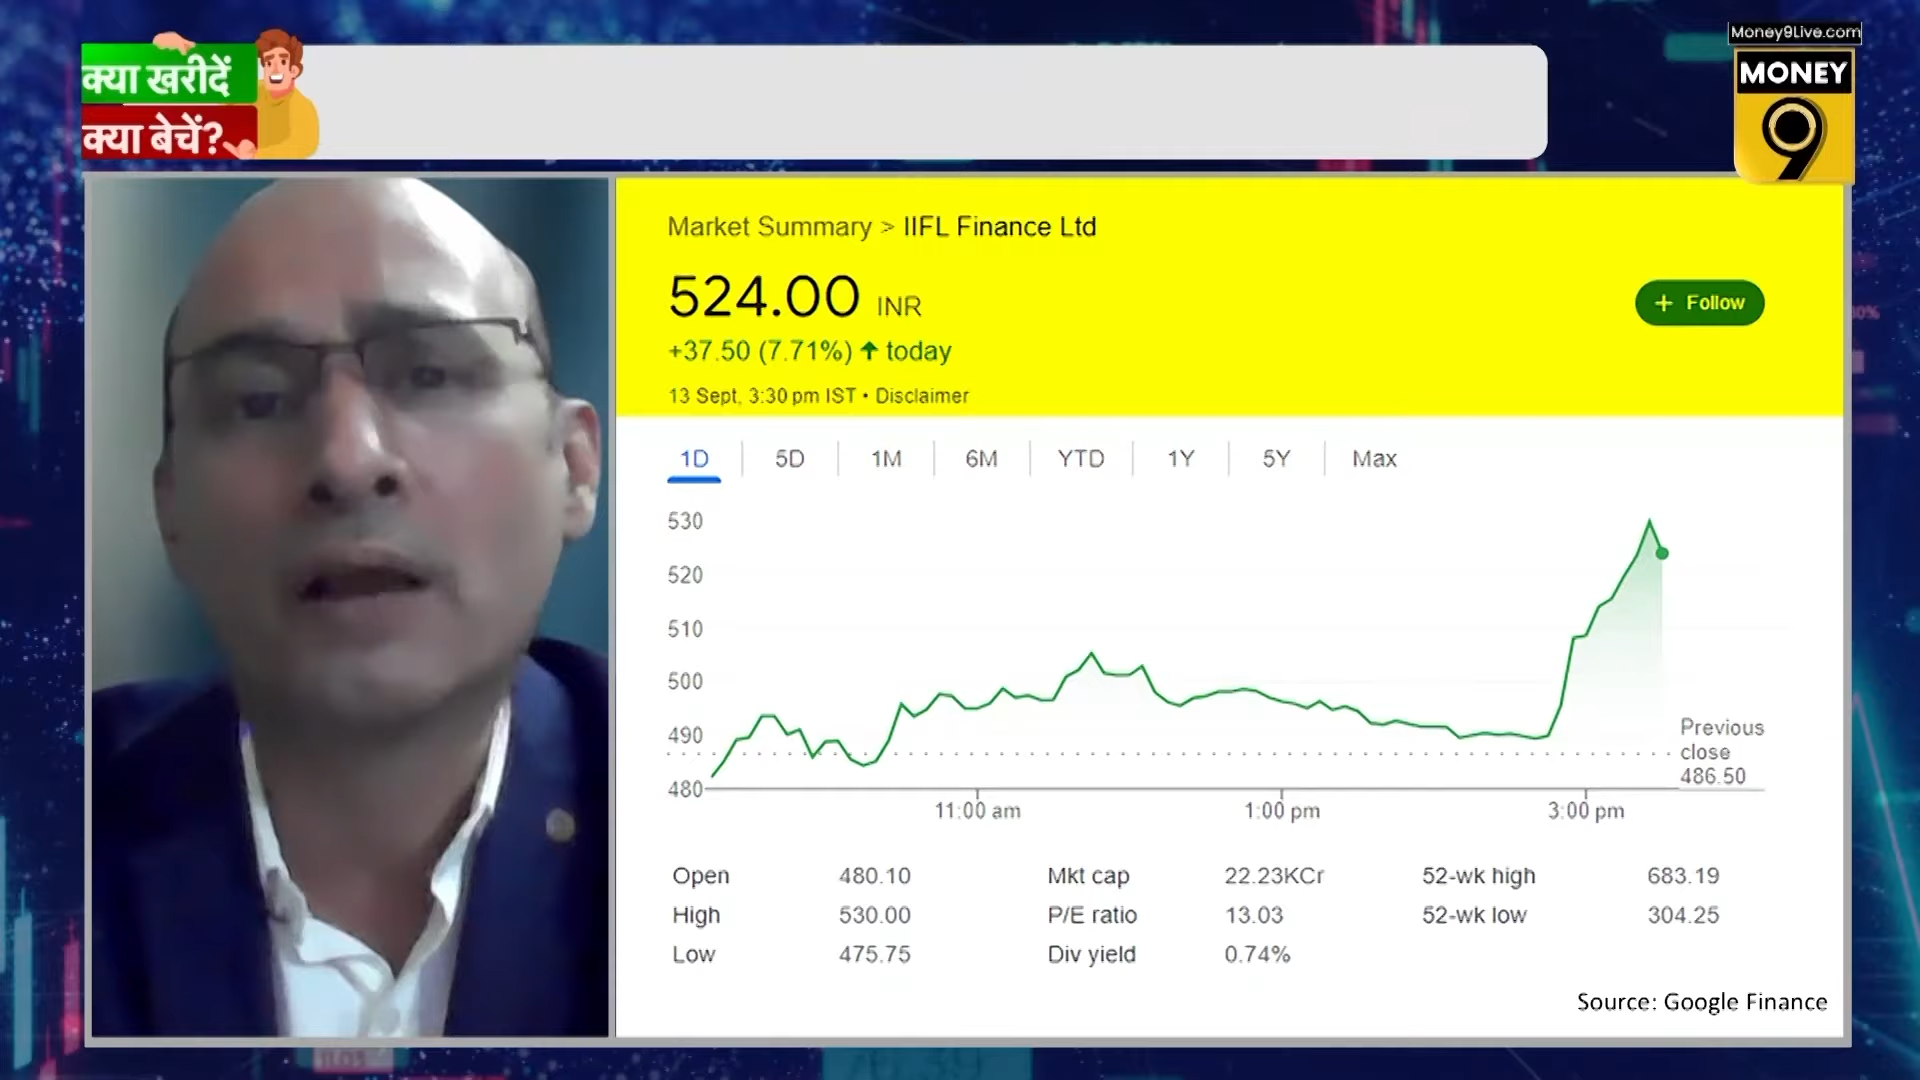 Money9Live.com
MONEY
9
क्या खरीदें
क्या बेचें?
Market Summary > IIFL Finance Ltd
524.00 INR
+ Follow
+37.50 (7.71%) ↑ today
13 Sept, 3:30 pm IST • Disclaimer
1D 5D 1M 6M YTD 1Y 5Y Max
530
520
510
500
490
480
Previous
close
486.50
11:00 am 1:00 pm 3:00 pm
Open 480.10 Mkt cap 22.23KCr 52-wk high 683.19
High 530.00 P/E ratio 13.03 52-wk low 304.25
Low 475.75 Div yield 0.74%
Source: Google Finance